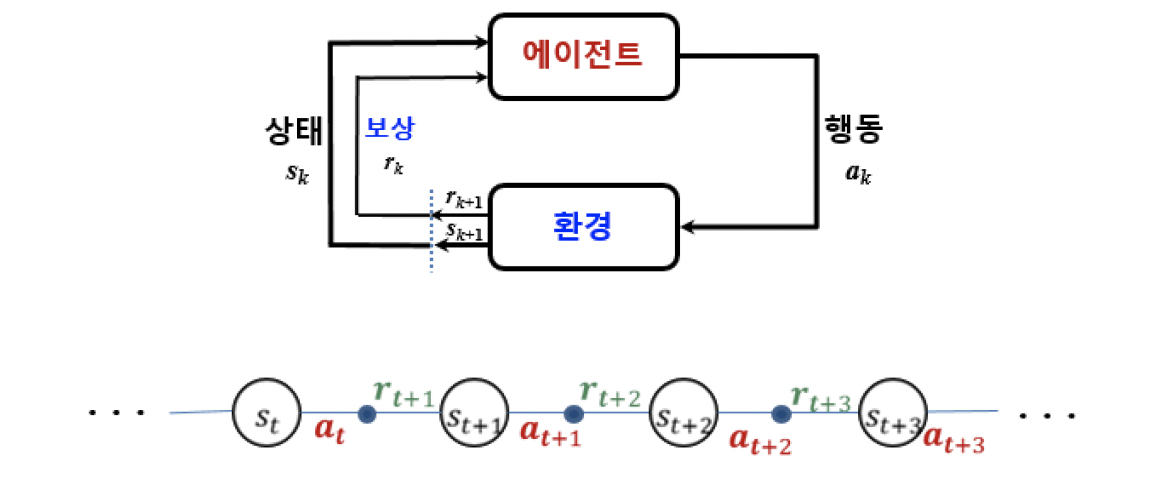 에이전트
상태
s_k
보상
r_k
행동
a_k
r_{k+1}
s_{k+1}
환경
··· s_t a_t r_{t+1} s_{t+1} a_{t+1} r_{t+2} s_{t+2} a_{t+2} r_{t+3} s_{t+3} a_{t+3} ···